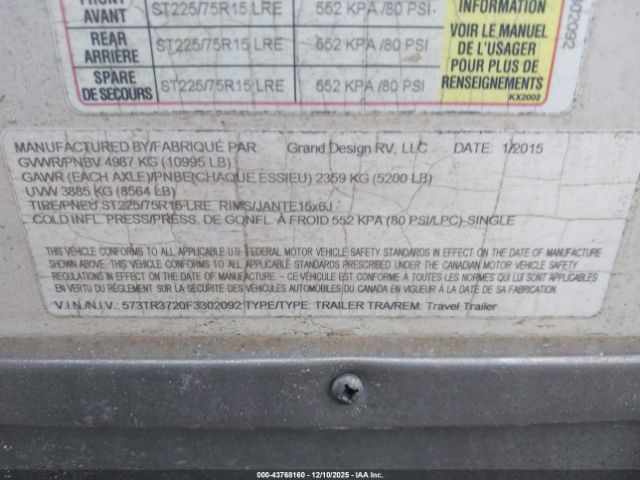 FRONT
AVANT
ST225/75R15 LRE
552 KPA /80 PSI
REAR
ARRIÈRE
ST225/75R15 LRE
552 KPA /80 PSI
SPARE
DE SECOURS
ST225/75R15 LRE
552 KPA /80 PSI
INFORMATION
VOIR LE MANUEL
DE L'USAGER
POUR PLUS DE
RENSEIGNEMENTS
KX2002
MANUFACTURED BY/FABRIQUÉ PAR: Grand Design RV, LLC DATE: 1/2015
GVWR/PNBV 4987 KG (10995 LB)
GAWR (EACH AXLE)/PNBE(CHAQUE ESSIEU) 2359 KG (5200 LB)
UVW 3885 KG (8564 LB)
TIRE/PNEU ST225/75R15 LRE RIMS/JANTE15x6J
COLD INFL. PRESS/PRESS. DE GONFL. À FROID 552 KPA (80 PSI/LPC)-SINGLE
THIS VEHICLE CONFORMS TO ALL APPLICABLE U.S. FEDERAL MOTOR VEHICLE SAFETY STANDARDS IN EFFECT ON THE DATE OF MANUFACTURE
SHOWN ABOVE. THIS VEHICLE CONFORMS TO ALL APPLICABLE STANDARDS PRESCRIBED UNDER THE CANADIAN MOTOR VEHICLE SAFETY
REGULATIONS IN EFFECT ON THE DATE OF MANUFACTURE - CE VÉHICULE EST. CONFORME À TOUTES LES NORMES QUI LUI SONT
APPLICABLES EN VERTU DU RÈGLEMENT SUR LA SÉCURITÉ DES VÉHICULES AUTOMOBILES DU CANADA EN VIGUEUR À LA DATE DE SA FABRICATION.
V.I.N./N.I.V.: 573TR3720F3302092 TYPE/TYPE: TRAILER TRA/REM: Travel Trailer
000-43768160 - 12/10/2025 - IAA Inc.